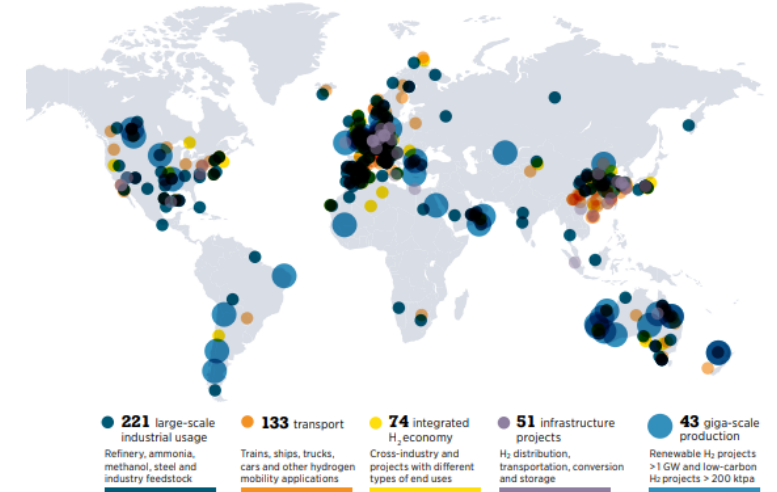 221 large-scale
industrial usage
Refinery, ammonia,
methanol, steel and
industry feedstock
133 transport
Trains, ships, trucks,
cars and other hydrogen
mobility applications
74 integrated
H₂economy
Cross-industry and
projects with different
types of end uses
51 infrastructure
projects
H₂ distribution,
transportation, conversion
and storage
43 giga-scale
production
Renewable H₂ projects
>1 GW and low-carbon
H₂ projects > 200 ktpa